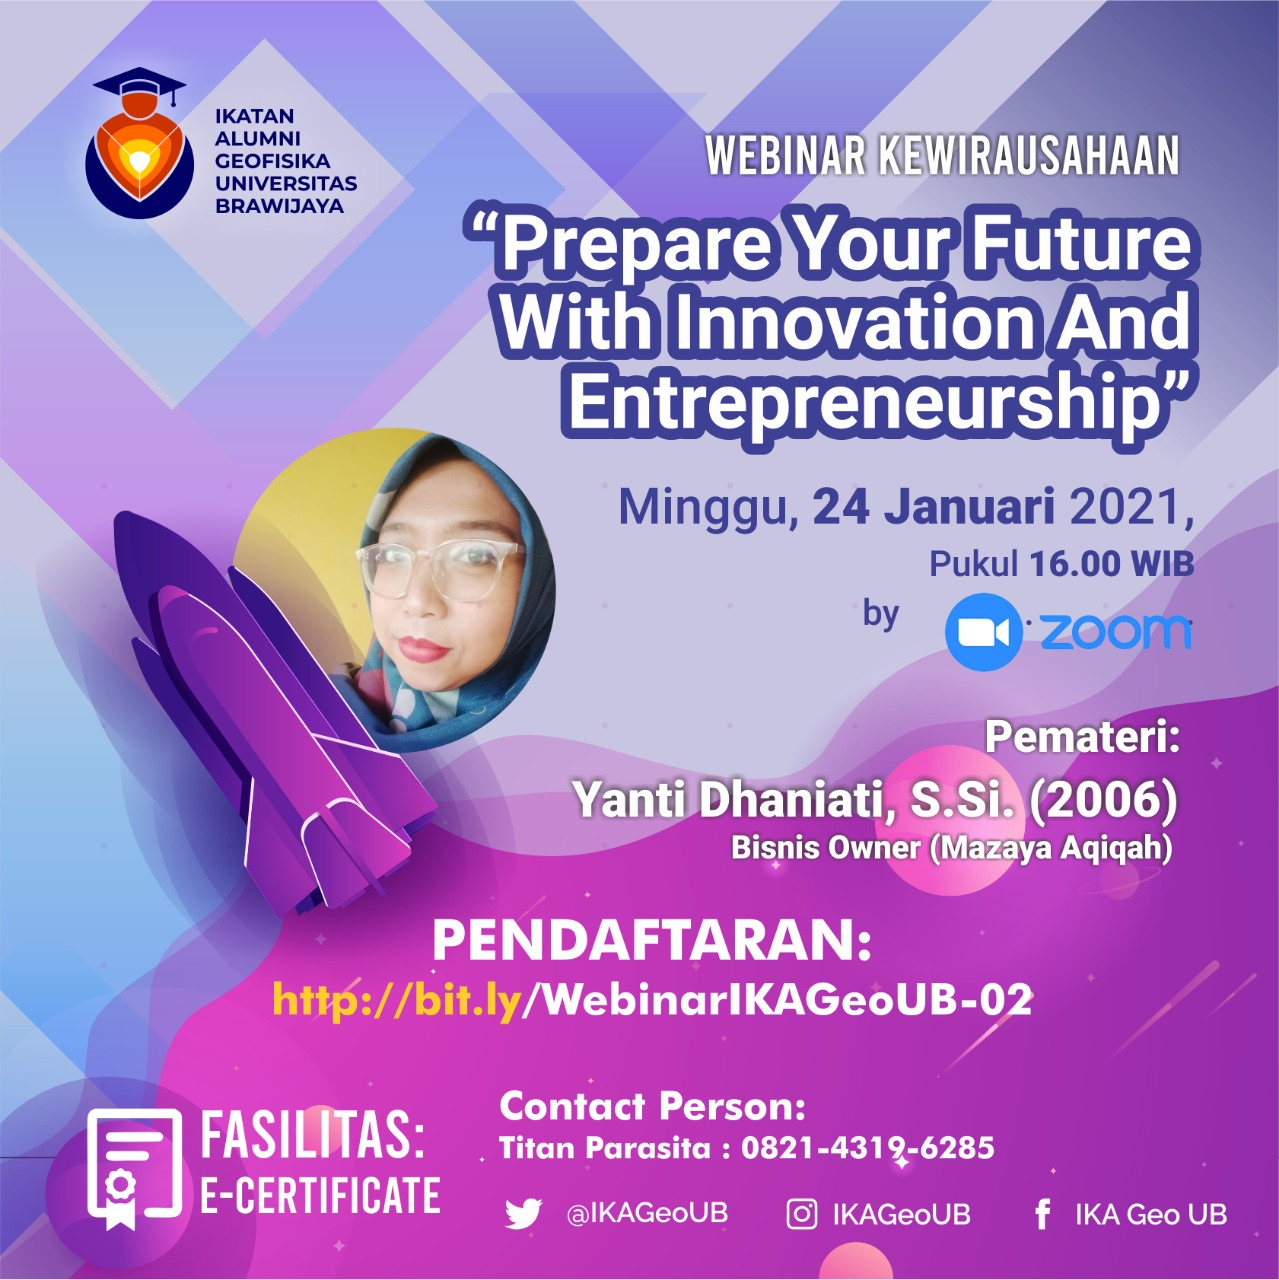 IKATAN
ALUMNI
GEOFISIKA
UNIVERSITAS
BRAWIJAYA
WEBINAR KEWIRAUSAHAAN
“Prepare Your Future
With Innovation And
Entrepreneurship”
Minggu, 24 Januari 2021,
Pukul 16.00 WIB
by zoom
Pemateri:
Yanti Dhaniati, S.Si. (2006)
Bisnis Owner (Mazaya Aqiqah)
PENDAFTARAN:
http://bit.ly/WebinarIKAGeoUB-02
FASILITAS:
E-CERTIFICATE
Contact Person:
Titan Parasita : 0821-4319-6285
@IKAGeoUB IKAGeoUB IKA Geo UB